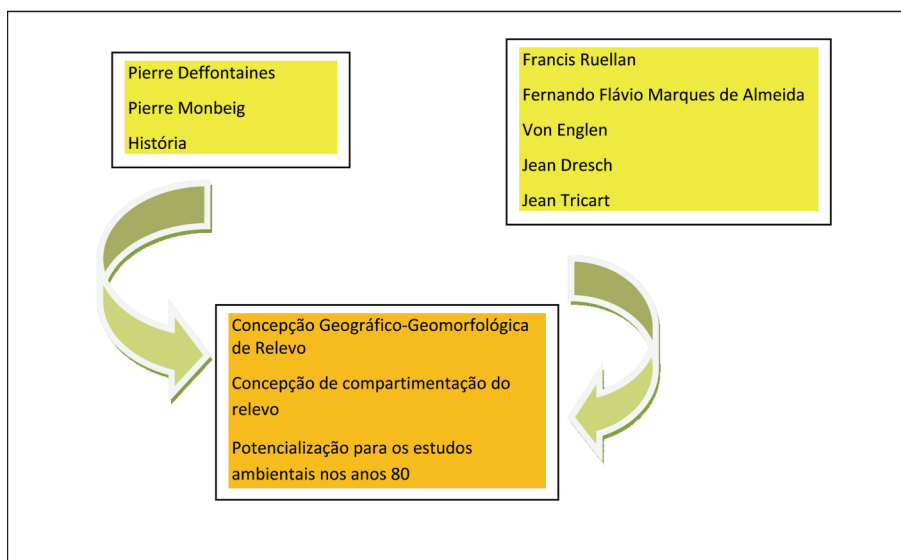 Pierre Deffontaines
Pierre Monbeig
História
Francis Ruellan
Fernando Flávio Marques de Almeida
Von Englen
Jean Dresch
Jean Tricart
Concepção Geográfico-Geomorfológica
de Relevo
Concepção de compartimentação do
relevo
Potencialização para os estudos
ambientais nos anos 80